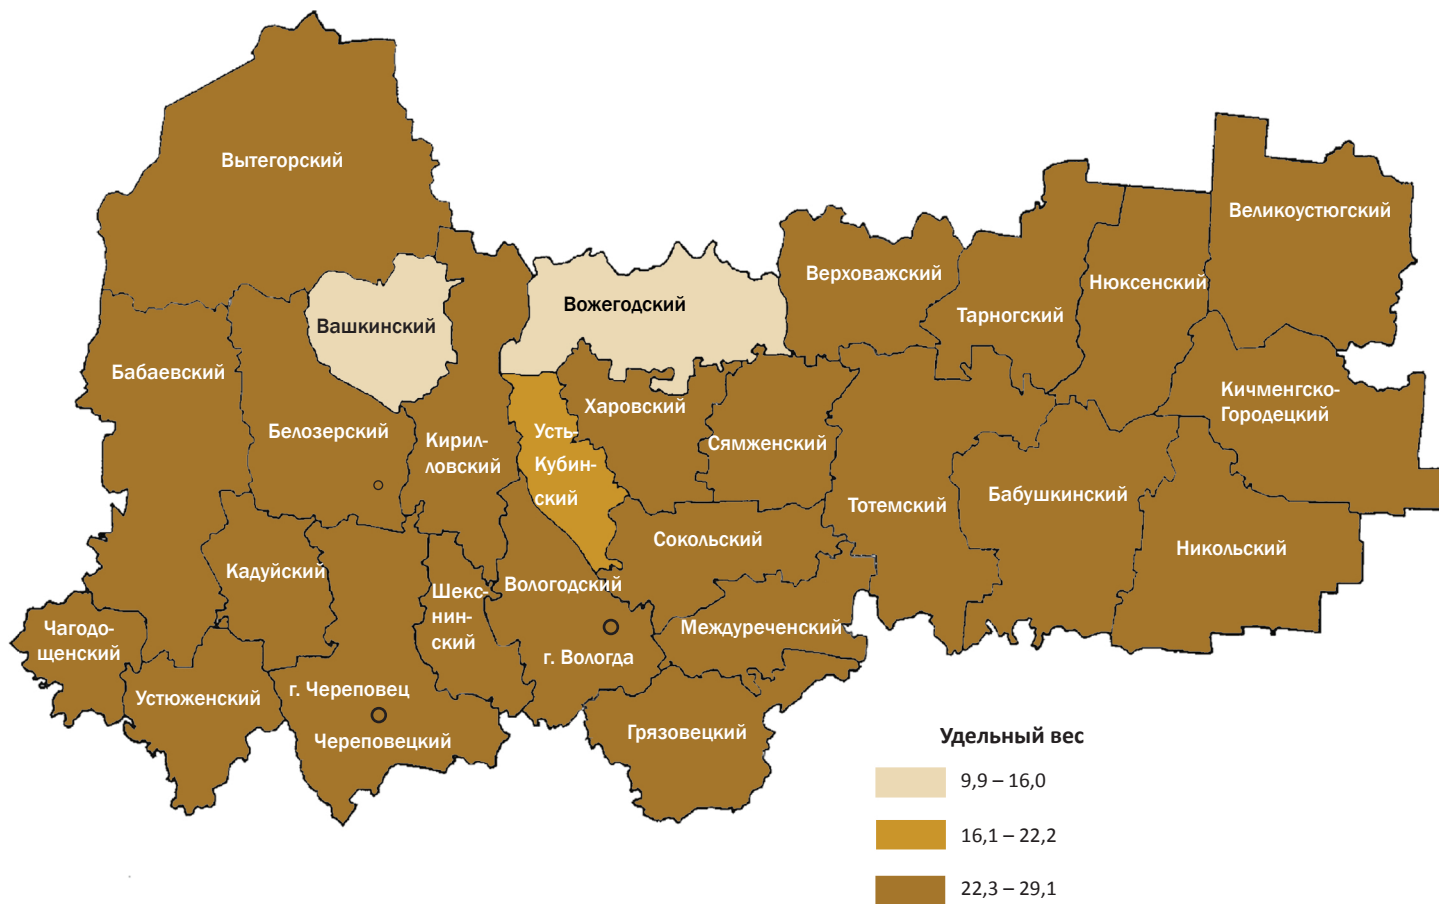 Вытегорский
Великоустюгский
Верховажский
Нюксенский
Вожегодский
Тарногский
Вашкинский
Бабаевский
Кичменгско-
Городецкий
Харовский
Белозерский
Усть-
Кубин-
ский
Кирил-
ловский
Сямженский
Бабушкинский
Тотемский
Сокольский
Никольский
Кадуйский
Вологодский
Шекс-
нин-
ский
Чагодо-
щенский
Междуреченский
г. Вологда
Устюженский
г. Череповец
Череповецкий
Грязовецкий
Удельный вес
9,9 – 16,0
16,1 – 22,2
22,3 – 29,1